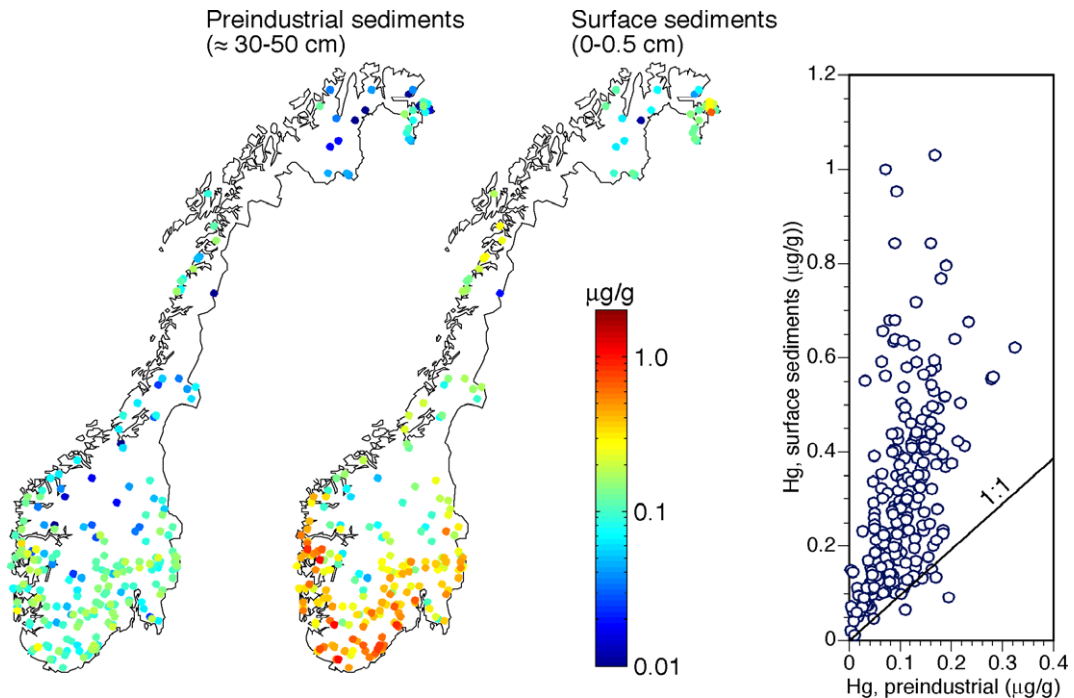 Preindustrial sediments
(≈ 30-50 cm)
Surface sediments
(0-0.5 cm)
µg/g
1.0
0.1
0.01
Hg, surface sediments (µg/g))
1.2
1
0.8
0.6
0.4
0.2
0
1:1
0 0.1 0.2 0.3 0.4
Hg, preindustrial (µg/g)